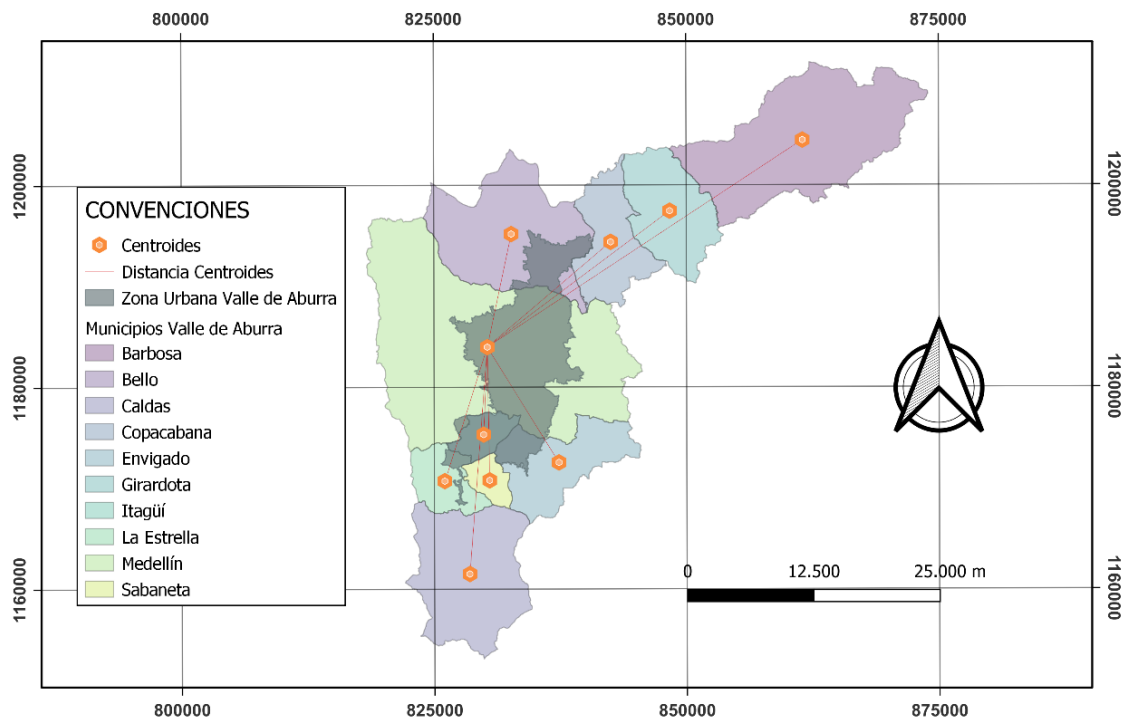 800000 825000 850000 875000
1200000 1200000
CONVENCIONES
Centroides
Distancia Centroides
Zona Urbana Valle de Aburra
Municipios Valle de Aburra
Barbosa
Bello
Caldas
Copacabana
Envigado
Girardota
Itagüí
La Estrella
Medellín
Sabaneta
1180000 1180000
0 12.500 25.000 m
1160000 1160000
800000 825000 850000 875000